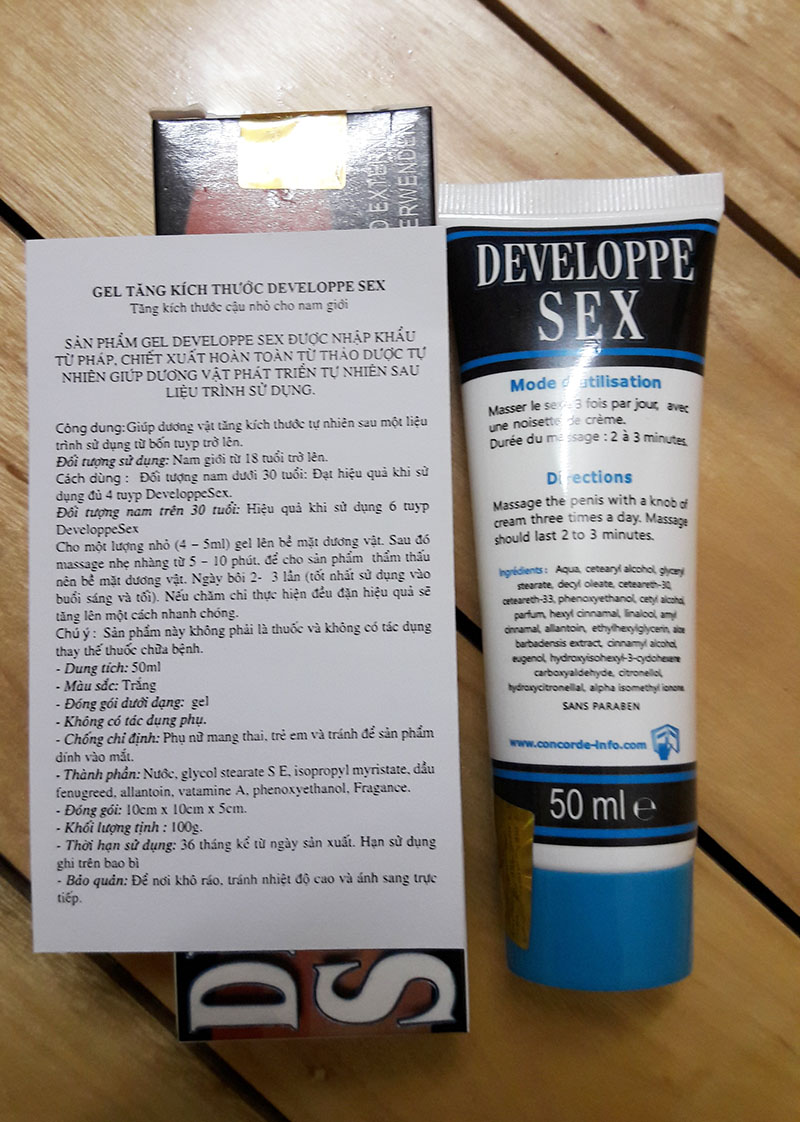 D EXTER
ERWENDEN
GEL TĂNG KÍCH THƯỚC DEVELOPPE SEX
Tăng kích thước cậu nhỏ cho nam giới
SẢN PHẨM GEL DEVELOPPE SEX ĐƯỢC NHẬP KHẨU
TỪ PHÁP, CHIẾT XUẤT HOÀN TOÀN TỪ THẢO DƯỢC TỰ
NHIÊN GIÚP DƯƠNG VẬT PHÁT TRIỂN TỰ NHIÊN SAU
LIỆU TRÌNH SỬ DỤNG.
Công dung: Giúp dương vật tăng kích thước tự nhiên sau một liệu
trình sử dụng từ bốn tuyp trở lên.
Đối tượng sử dụng: Nam giới từ 18 tuổi trở lên.
Cách dùng : Đối tượng nam dưới 30 tuổi: Đạt hiệu quả khi sử
dụng đủ 4 tuyp DeveloppeSex.
Đối tượng nam trên 30 tuổi: Hiệu quả khi sử dụng 6 tuyp
DeveloppeSex
Cho một lượng nhỏ (4 – 5ml) gel lên bề mặt dương vật. Sau đó
massage nhẹ nhàng từ 5 – 10 phút. để cho sản phẩm thẩm thấu
nên bề mặt dương vật. Ngày bôi 2- 3 lần (tốt nhất sử dụng vào
buổi sáng và tối). Nếu chăm chỉ thực hiện đều đặn hiệu quả sẽ
tăng lên một cách nhanh chóng.
Chú ý : Sản phẩm này không phải là thuốc và không có tác dụng
thay thế thuốc chữa bệnh.
- Dung tích: 50ml
- Màu sắc: Trắng
- Đóng gói dưới dạng: gel
- Không có tác dụng phụ.
- Chống chỉ định: Phụ nữ mang thai, trẻ em và tránh để sản phẩm
dính vào mắt.
- Thành phần: Nước, glycol stearate S E, isopropyl myristate, dầu
fenugreed, allantoin, vatamine A, phenoxyethanol, Fragance.
- Đóng gói: 10cm x 10cm x 5cm.
- Khối lượng tịnh : 100g.
- Thời hạn sử dụng: 36 tháng kể từ ngày sản xuất. Hạn sử dụng
ghi trên bao bì
- Bảo quản: Để nơi khô ráo, tránh nhiệt độ cao và ánh sang trực
tiếp.
D
S
DEVELOPPE
SEX
Mode d'utilisation
Masser le sexe 3 fois par jour, avec
une noisette de crème.
Durée du massage : 2 à 3 minutes.
Directions
Massage the penis with a knob of
cream three times a day. Massage
should last 2 to 3 minutes.
Ingrédients : Aqua, cetearyl alcohol, glyceryl
stearate, decyl oleate, ceteareth-30,
ceteareth-33, phenoxyethanol, cetyl alcohol,
parfum, hexyl cinnamal, linalool, amyl
cinnamal, allantoin, ethylhexylglycerin, aloe
barbadensis extract, cinnamyl alcohol,
eugenol, hydroxyisohexyl-3-cyclohexene
carboxyaldehyde, citronellol,
hydroxycitronellal, alpha isomethyl ionone.
SANS PARABEN
www.concorde-info.com
50 ml e